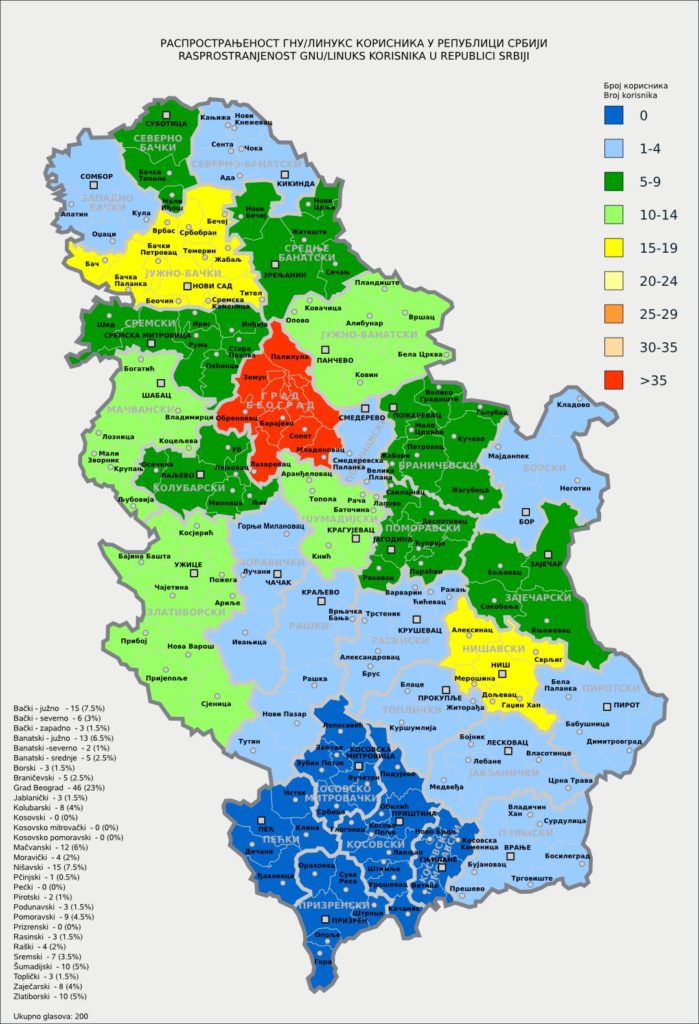 РАСПРОСТРАЊЕНОСТ ГНУ/ЛИНУКС КОРИСНИКА У РЕПУБЛИЦИ СРБИЈИ
RASPROSTRANJENOST GNU/LINUKS KORISNIKA U REPUBLICI SRBIJI
Број корисника
Broj korisnika
0
1-4
5-9
10-14
15-19
20-24
25-29
30-35
>35
СУБОТИЦА
СЕВЕРНО
БАЧКИ
Бачка
Топола
Мали
Иђош
Кањижа
Нови
Кнежевац
Сента
Чока
СЕВЕРНО-БАНАТСКИ
Ада
КИКИНДА
СОМБОР
ЗАПАДНО
БАЧКИ
Апатин
Кула
Оџаци
Врбас
Бечеј
Србобран
Бачки
Петровац
Темерин
Жабаљ
Бач
ЈУЖНО-БАЧКИ
Бачка
Паланка
НОВИ САД
Тител
Беочин
Сремска
Каменица
Нови
Бечеј
Нови
Црња
Житиште
СРЕДЊЕ
БАНАТСКИ
ЗРЕЊАНИН
Сечањ
Пландиште
Ковачица
Опово
Алибунар
Вршац
ЈУЖНО-БАНАТСКИ
ПАНЧЕВО
Бела Црква
Ковин
Шид
СРЕМСКИ
Ириг
Инђија
СРЕМСКА МИТРОВИЦА
Рума
Стара
Пазова
Пећинци
Богатић
ШАБАЦ
МАЧВАНСКИ
Владимирци
Лозница
Коцељева
Мали
Зворник
Крупањ
Љубовија
Палилула
Земун
ГРАД
БЕОГРАД
Обреновац
Барајево
Сопот
Младеновац
Лазаревац
СМЕДЕРЕВО
Смедеревска
Паланка
Велика
Плана
ПОЖАРЕВАЦ
Велико
Градиште
Голубац
Мало
Црниће
Кучево
Петровац
Жабари
БРАНИЧЕВСКИ
Жагубица
Кладово
Мајданпек
БОРСКИ
Неготин
БОР
Осечина
Уб
ВАЉЕВО
Лајковац
КОЛУБАРСКИ
Мионица
Љиг
Аранђеловац
Топола
Рача
Баточина
Лапово
ШУМАДИЈСКИ
КРАГУЈЕВАЦ
Кнић
Свилајнац
Деспотовац
ПОМОРАВСКИ
ЈАГОДИНА
Ћуприја
Рековац
Параћин
ЗАЈЕЧАР
Бољевац
ЗАЈЕЧАРСКИ
Сокобања
Књажевац
Косјерић
Бајина Башта
УЖИЦЕ
Пожега
Чајетина
Ариље
ЗЛАТИБОРСКИ
Прибој
Нова Варош
Пријепоље
Сјеница
Горњи Милановац
МОРАВИЧКИ
Лучани
ЧАЧАК
Ивањица
КРАЉЕВО
Врњачка
Бања
РАШКИ
Рашка
Нови Пазар
Тутин
Варварин
Ражањ
Ћићевац
Трстеник
КРУШЕВАЦ
РАСИНСКИ
Александровац
Брус
Алексинац
НИШАВСКИ
Сврљиг
НИШ
Мерошина
Дољевац
Гаџин Хан
Блаце
ПРОКУПЉЕ
Житорађа
ТОПЛИЧКИ
Куршумлија
Бела
Паланка
ПИРОТСКИ
ПИРОТ
Бабушница
Димитровград
Бојник
ЛЕСКОВАЦ
Лебане
Власотинце
ЈАБЛАНИЧКИ
Медвеђа
Црна Трава
Владичин
Хан
Сурдулица
ПЧИЊСКИ
ВРАЊЕ
Босилеград
Бујановац
Трговиште
Прешево
Лепосавић
Звечан
КОСОВСКА
МИТРОВИЦА
Зубин Поток
Вучитрн
Подујево
КОСОВСКО
МИТРОВАЧКИ
Исток
Србица
Обилић
ПРИШТИНА
ПЕЋ
Клина
Глоговац
Косово
Поље
Ново Брдо
Косовска
Каменица
ПЕЋКИ
КОСОВСКИ
Дечани
Липљан
ГЊИЛАНЕ
Ораховац
Штимље
Ђаковица
Сува
Река
Урошевац
Витина
ПРИЗРЕНСКИ
Штрпце
Качаник
ПРИЗРЕН
Опоље
Гора
Bački - južno - 15 (7.5%)
Bački - severno - 6 (3%)
Bački - zapadno - 3 (1.5%)
Banatski - južno - 13 (6.5%)
Banatski -severno - 2 (1%)
Banatski - srednje - 5 (2.5%)
Borski - 3 (1.5%)
Braničevski - 5 (2.5%)
Grad Beograd - 46 (23%)
Jablanički - 3 (1.5%)
Kolubarski - 8 (4%)
Kosovski - 0 (0%)
Kosovsko mitrovački - 0 (0%)
Kosovsko pomoravski - 0 (0%)
Mačvanski - 12 (6%)
Moravički - 4 (2%)
Nišavski - 15 (7.5%)
Pčinjski - 1 (0.5%)
Pećki - 0 (0%)
Pirotski - 2 (1%)
Podunavski - 3 (1.5%)
Pomoravski - 9 (4.5%)
Prizrenski - 0 (0%)
Rasinski - 3 (1.5%)
Raški - 4 (2%)
Sremski - 7 (3.5%)
Šumadijski - 10 (5%)
Toplički - 3 (1.5%)
Zaječarski - 8 (4%)
Zlatiborski - 10 (5%)
Ukupno glasova: 200